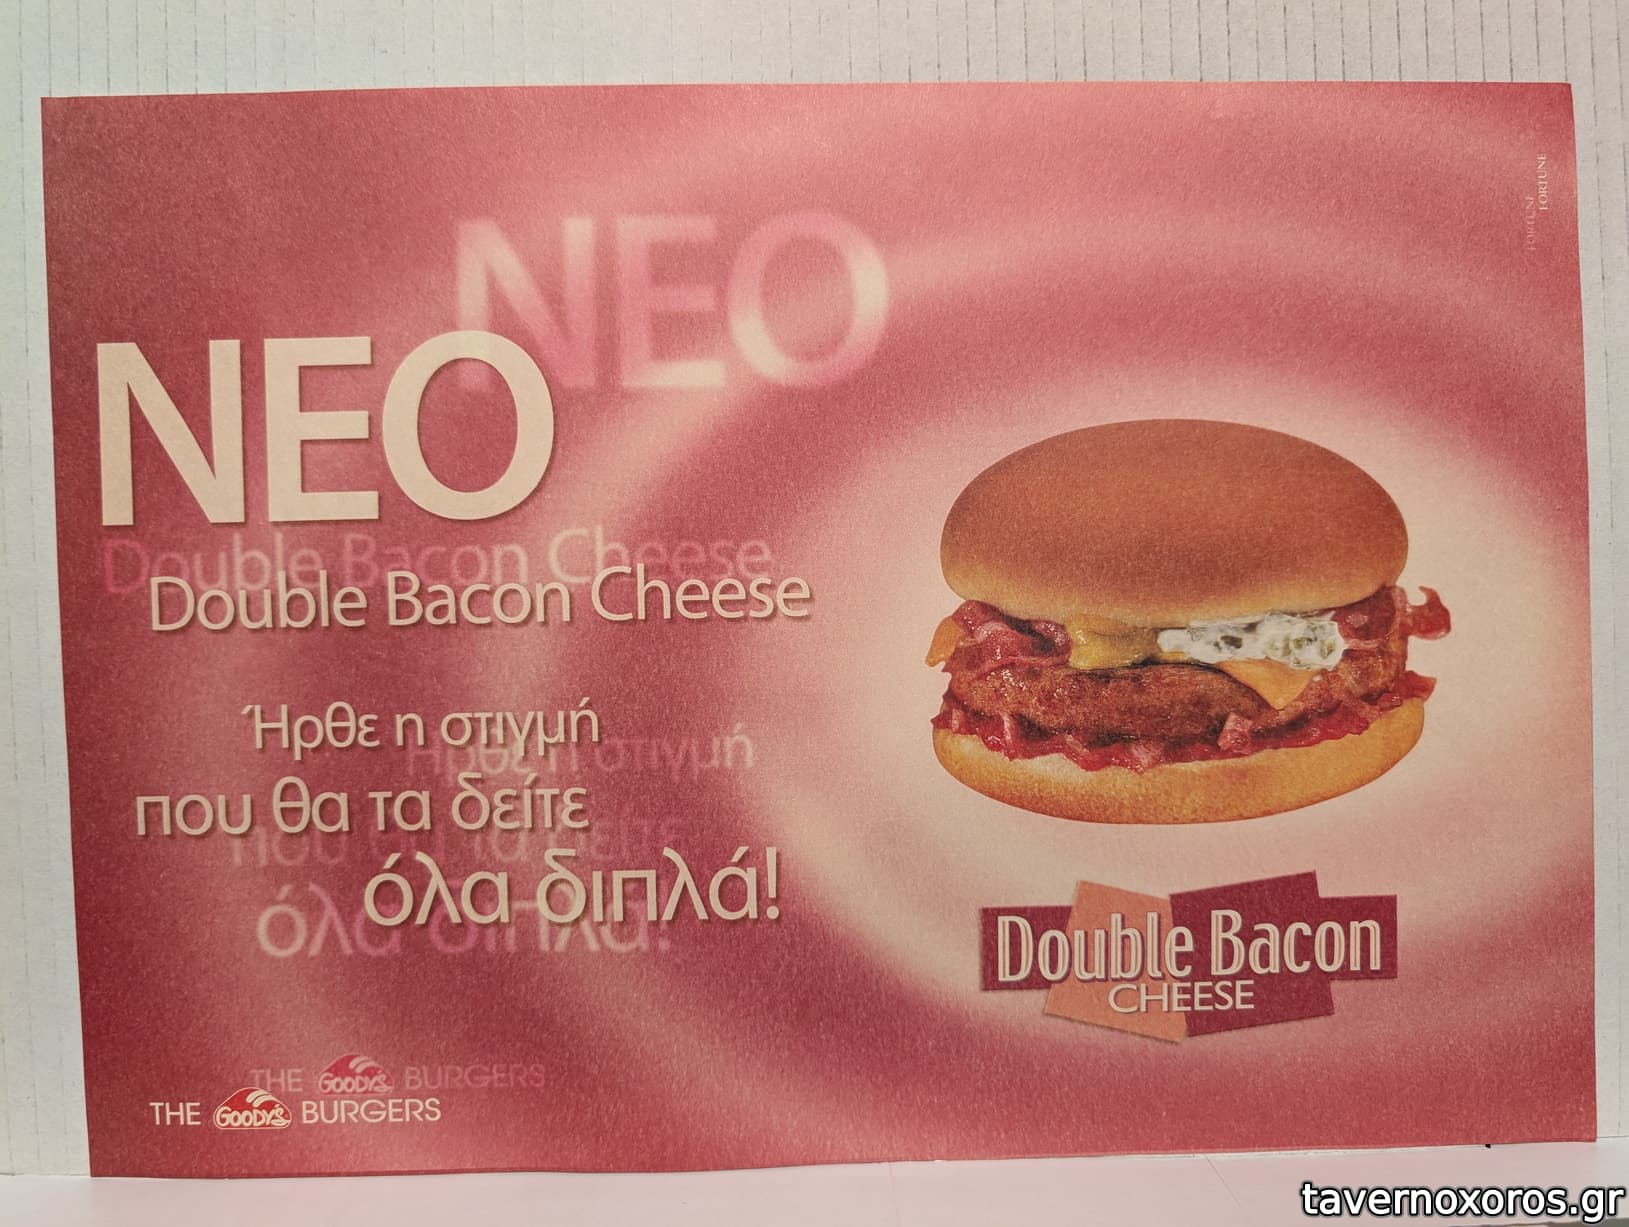 NEO
NEO
Double Bacon Cheese
Double Bacon Cheese
Ήρθε η στιγμή
Ήρθε η στιγμή
που θα τα δείτε
που θα τα δείτε
όλα διπλά!
όλα διπλά!
Double Bacon
CHEESE
THE GOODY'S BURGERS
THE GOODY'S BURGERS
FORTUNE
FORTUNE
tavernoxoros.gr